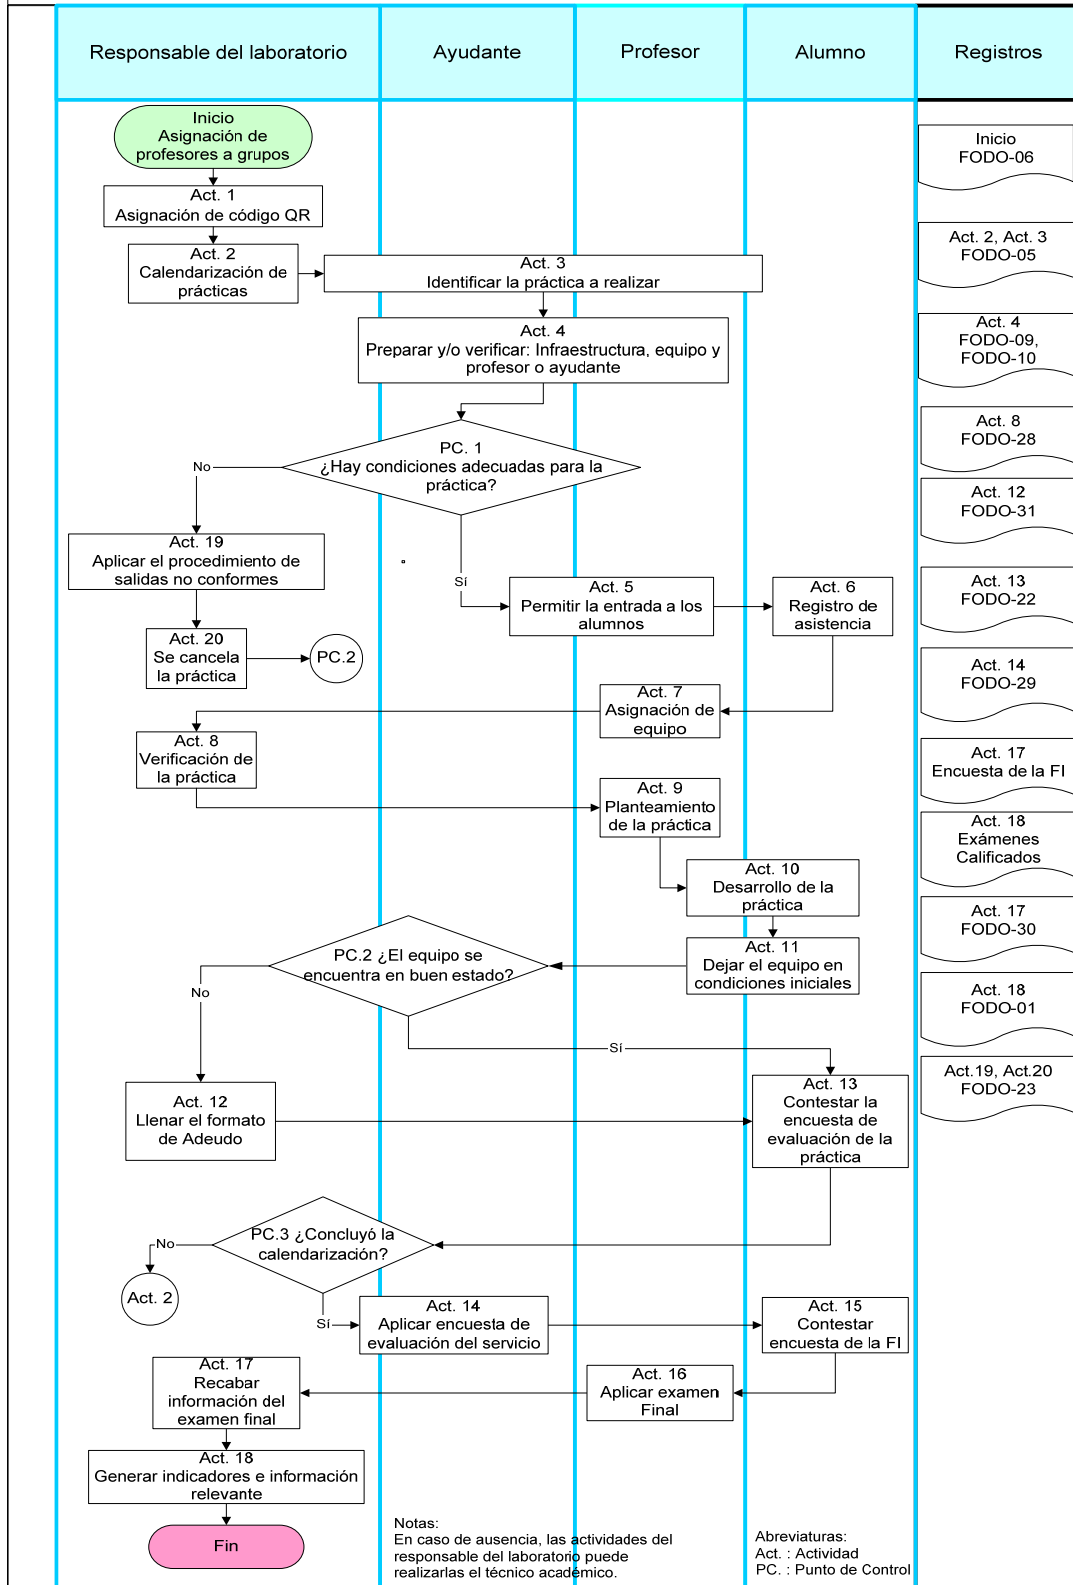 Responsable del laboratorio
Ayudante
Profesor
Alumno
Registros
Inicio
Asignación de
profesores a grupos
Act. 1
Asignación de código QR
Act. 2
Calendarización de
prácticas
Act. 3
Identificar la práctica a realizar
Act. 4
Preparar y/o verificar: Infraestructura, equipo y
profesor o ayudante
PC. 1
¿Hay condiciones adecuadas para la
práctica?
No
Sí
Act. 19
Aplicar el procedimiento de
salidas no conformes
Act. 20
Se cancela
la práctica
PC.2
Act. 5
Permitir la entrada a los
alumnos
Act. 6
Registro de
asistencia
Act. 7
Asignación de
equipo
Act. 8
Verificación de
la práctica
Act. 9
Planteamiento
de la práctica
Act. 10
Desarrollo de la
práctica
Act. 11
Dejar el equipo en
condiciones iniciales
PC.2 ¿El equipo se
encuentra en buen estado?
No
Sí
Act. 12
Llenar el formato
de Adeudo
Act. 13
Contestar la
encuesta de
evaluación de la
práctica
PC.3 ¿Concluyó la
calendarización?
No
Act. 2
Sí
Act. 14
Aplicar encuesta de
evaluación del servicio
Act. 15
Contestar
encuesta de la FI
Act. 16
Aplicar examen
Final
Act. 17
Recabar
información del
examen final
Act. 18
Generar indicadores e información
relevante
Fin
Notas:
En caso de ausencia, las actividades del
responsable del laboratorio puede
realizarlas el técnico académico.
Abreviaturas:
Act. : Actividad
PC. : Punto de Control
Inicio
FODO-06
Act. 2, Act. 3
FODO-05
Act. 4
FODO-09,
FODO-10
Act. 8
FODO-28
Act. 12
FODO-31
Act. 13
FODO-22
Act. 14
FODO-29
Act. 17
Encuesta de la FI
Act. 18
Exámenes
Calificados
Act. 17
FODO-30
Act. 18
FODO-01
Act.19, Act.20
FODO-23